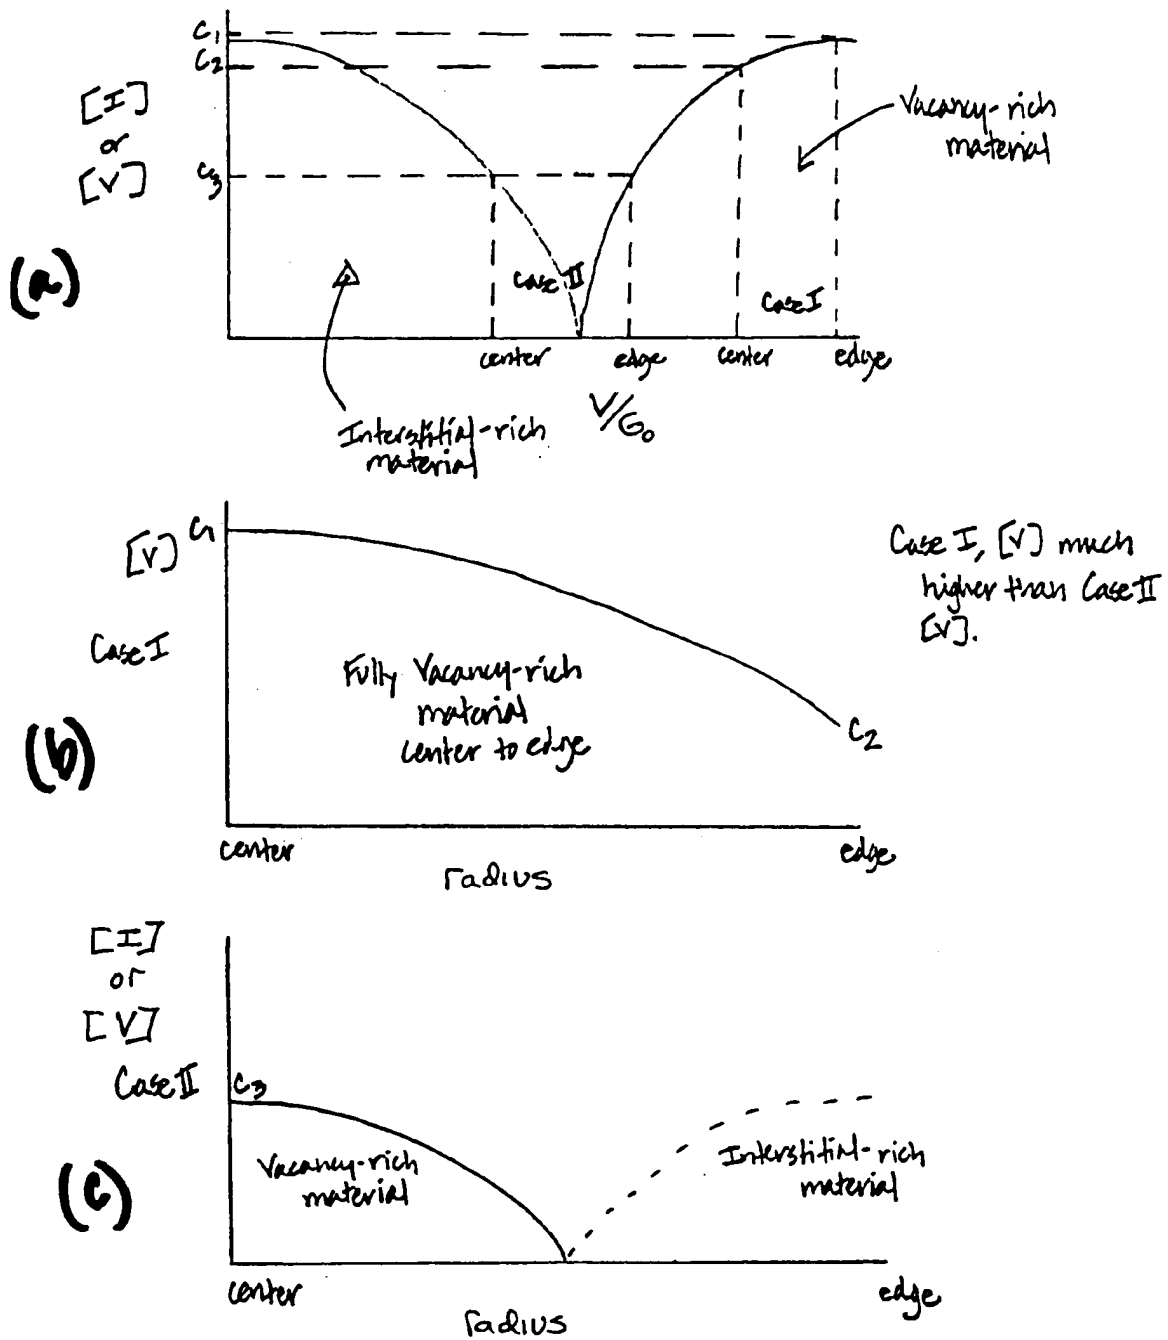 C1
C2
[I]
or
[V]
C3
Vacancy-rich
material
(a)
Case II
Case I
center
edge
center
edge
V/G0
Interstitial-rich
material
[V]
C1
Case I, [V] much
higher than Case II
[V].
Case I
Fully Vacancy-rich
material
center to edge
C2
(b)
center
edge
radius
[I]
or
[V]
Case II
C3
Vacancy-rich
material
Interstitial-rich
material
(c)
center
edge
radius